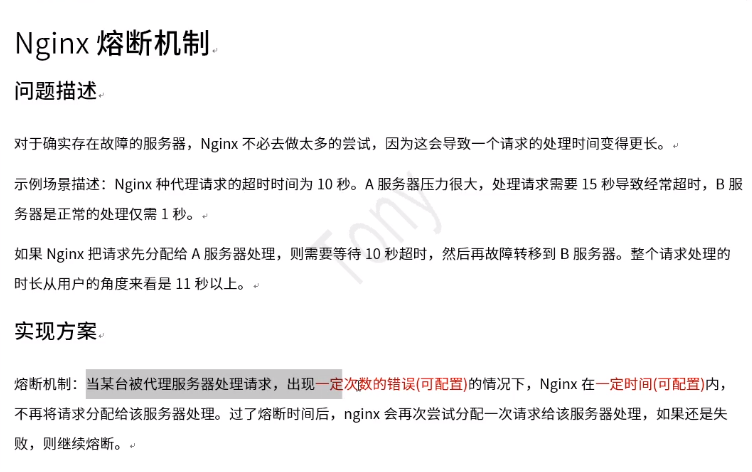 Nginx 熔断机制
问题描述
对于确实存在故障的服务器，Nginx 不必去做太多的尝试，因为这会导致一个请求的处理时间变得更长。
示例场景描述：Nginx 种代理请求的超时时间为 10 秒。A 服务器压力很大，处理请求需要 15 秒导致经常超时，B 服
务器是正常的处理仅需 1 秒。
如果 Nginx 把请求先分配给 A 服务器处理，则需要等待 10 秒超时，然后再故障转移到 B 服务器。整个请求处理的
时长从用户的角度来看是 11 秒以上。
Tony
实现方案
熔断机制：当某台被代理服务器处理请求，出现一定次数的错误(可配置)的情况下，Nginx 在一定时间(可配置)内，
不再将请求分配给该服务器处理。过了熔断时间后，nginx 会再次尝试分配一次请求给该服务器处理，如果还是失
败，则继续熔断。